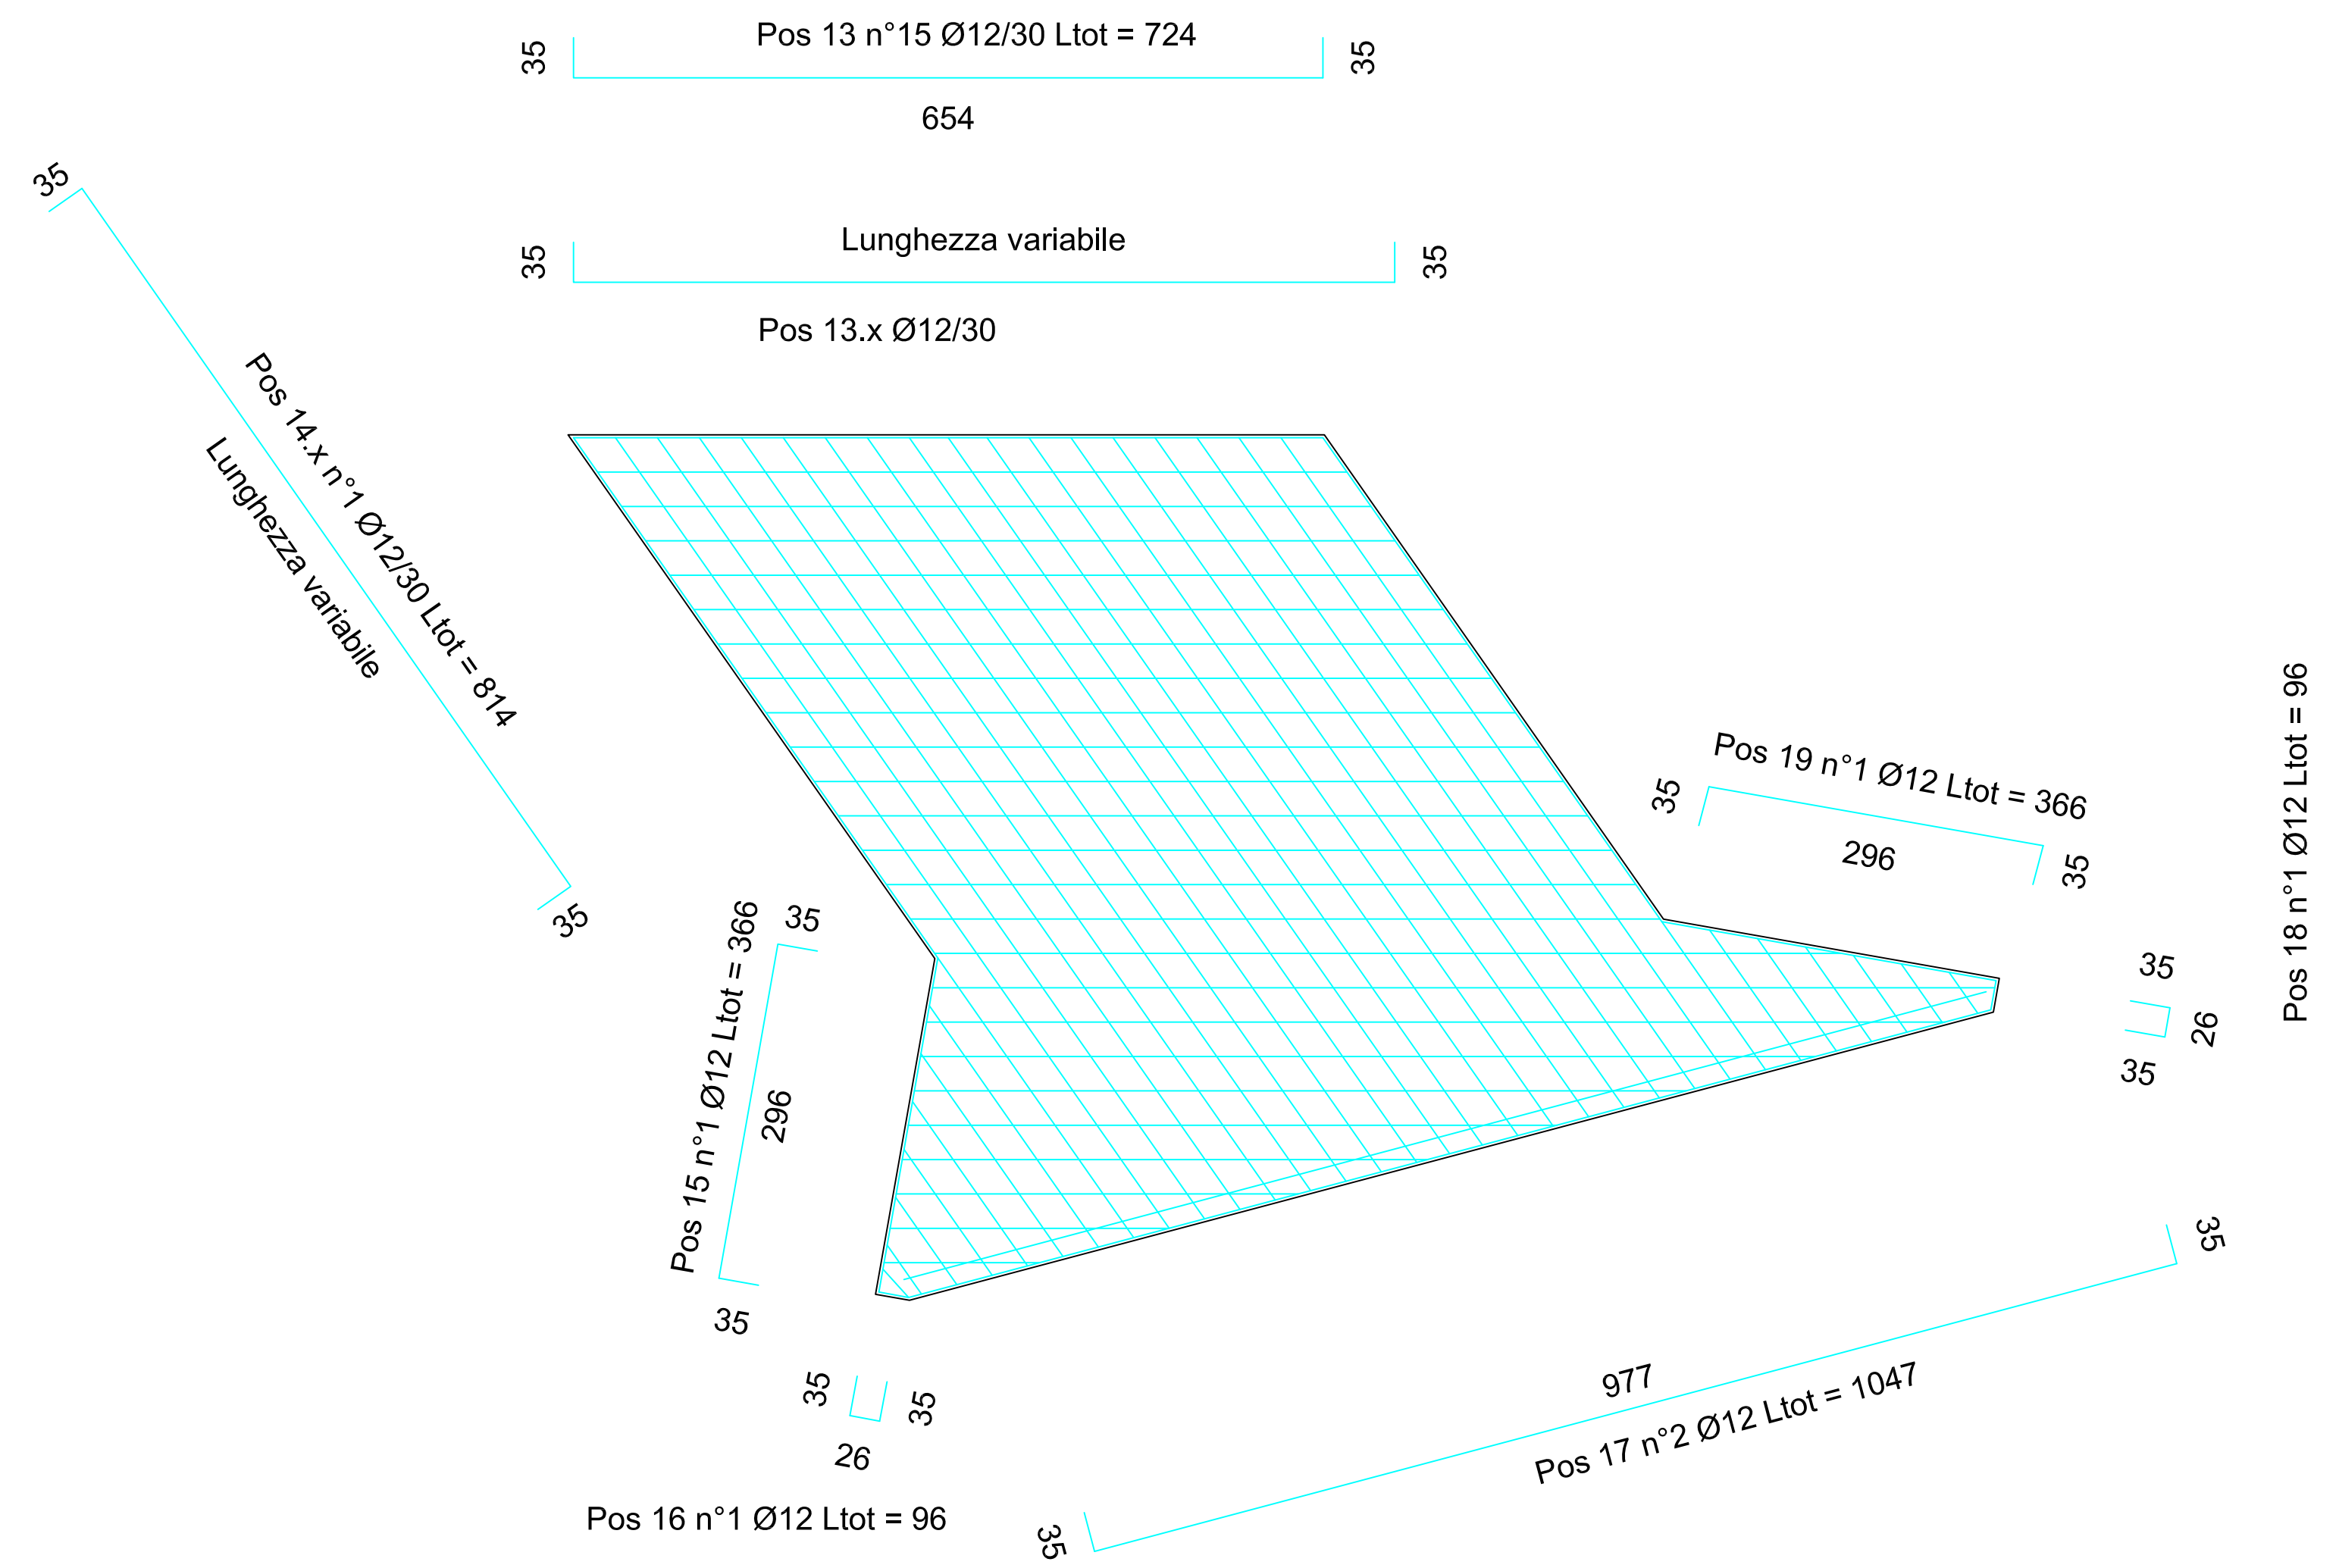 Pos 13 n°15 Ø12/30 Ltot = 724
35
35
654
35
Lunghezza variabile
35
35
Pos 13.x Ø12/30
Pos 14.x n°1 Ø12/30 Ltot = 814
Lunghezza variabile
35
Pos 19 n°1 Ø12 Ltot = 366
35
296
35
Pos 18 n°1 Ø12 Ltot = 96
35
26
35
Pos 15 n°1 Ø12 Ltot = 366
35
296
35
35
35
26
Pos 16 n°1 Ø12 Ltot = 96
35
977
Pos 17 n°2 Ø12 Ltot = 1047
35